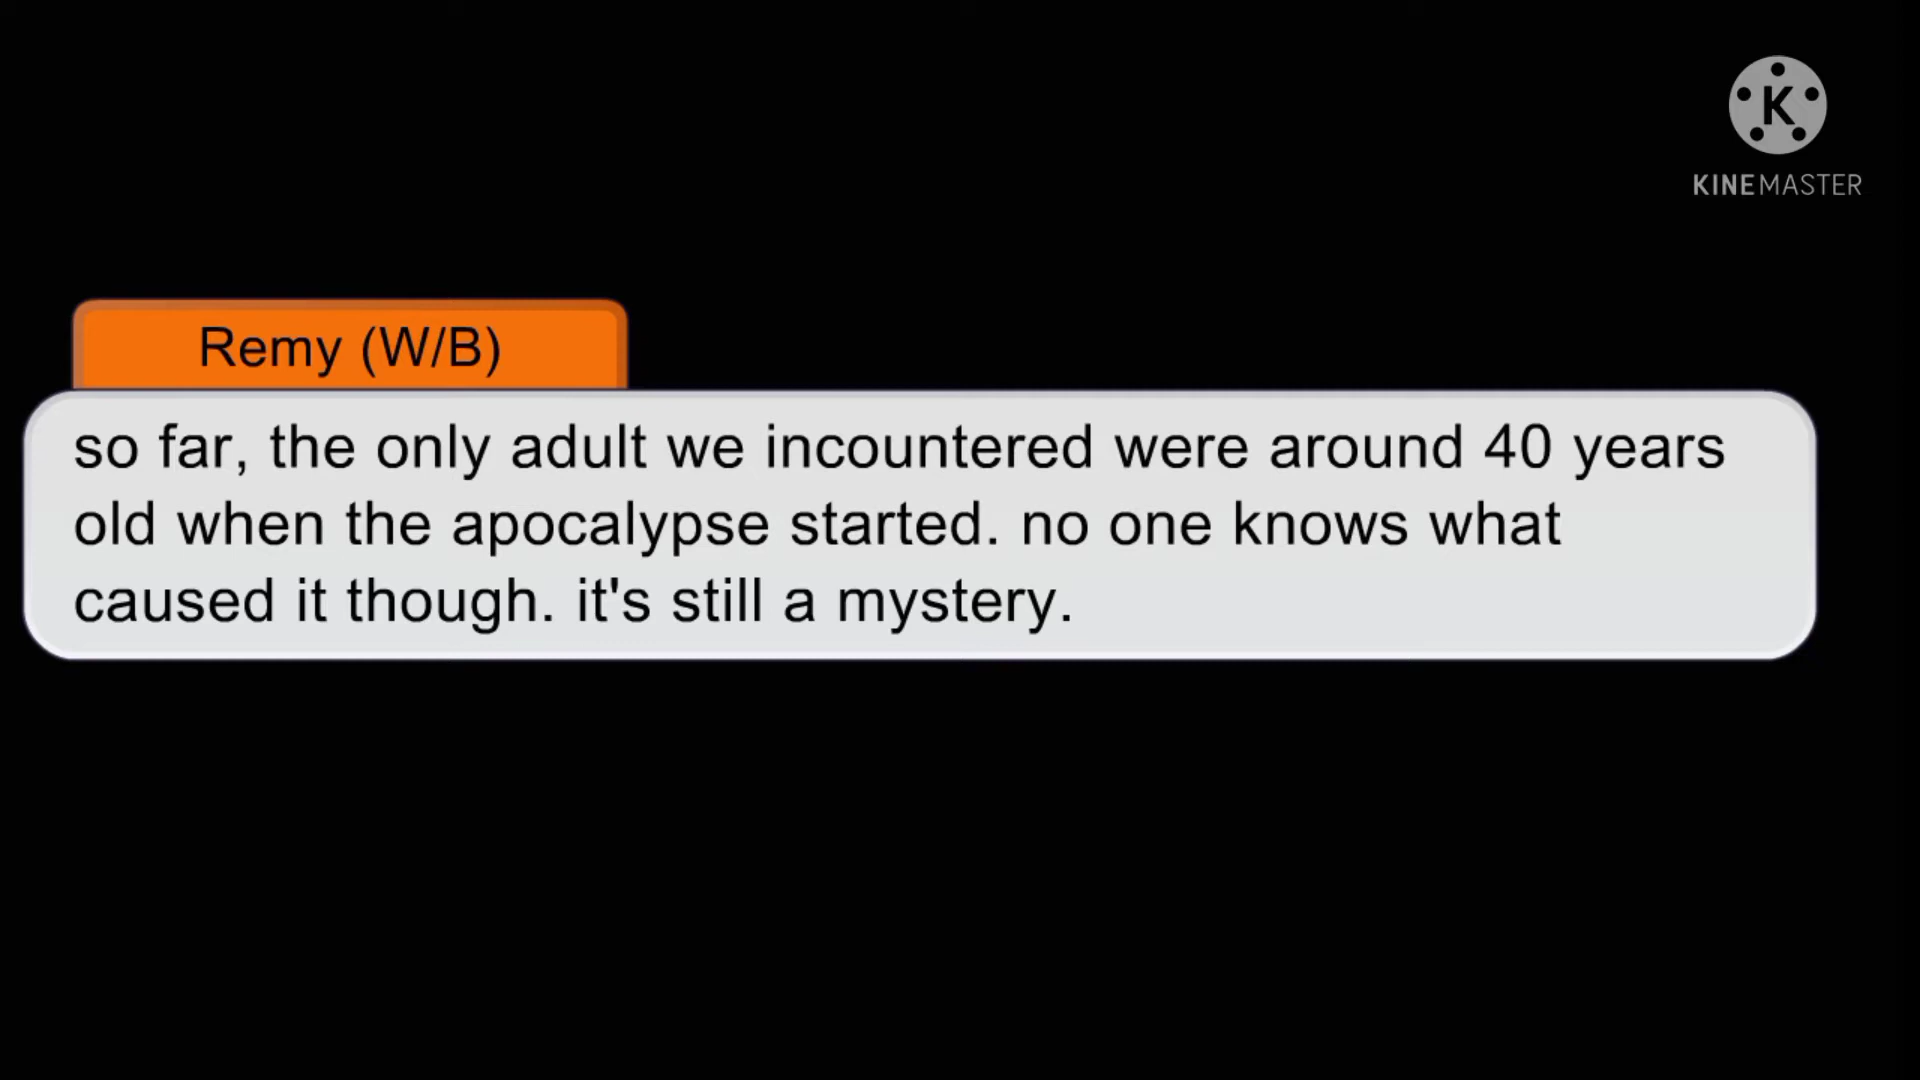 K
KINEMASTER
Remy (W/B)
so far, the only adult we incountered were around 40 years
old when the apocalypse started. no one knows what
caused it though. it's still a mystery.